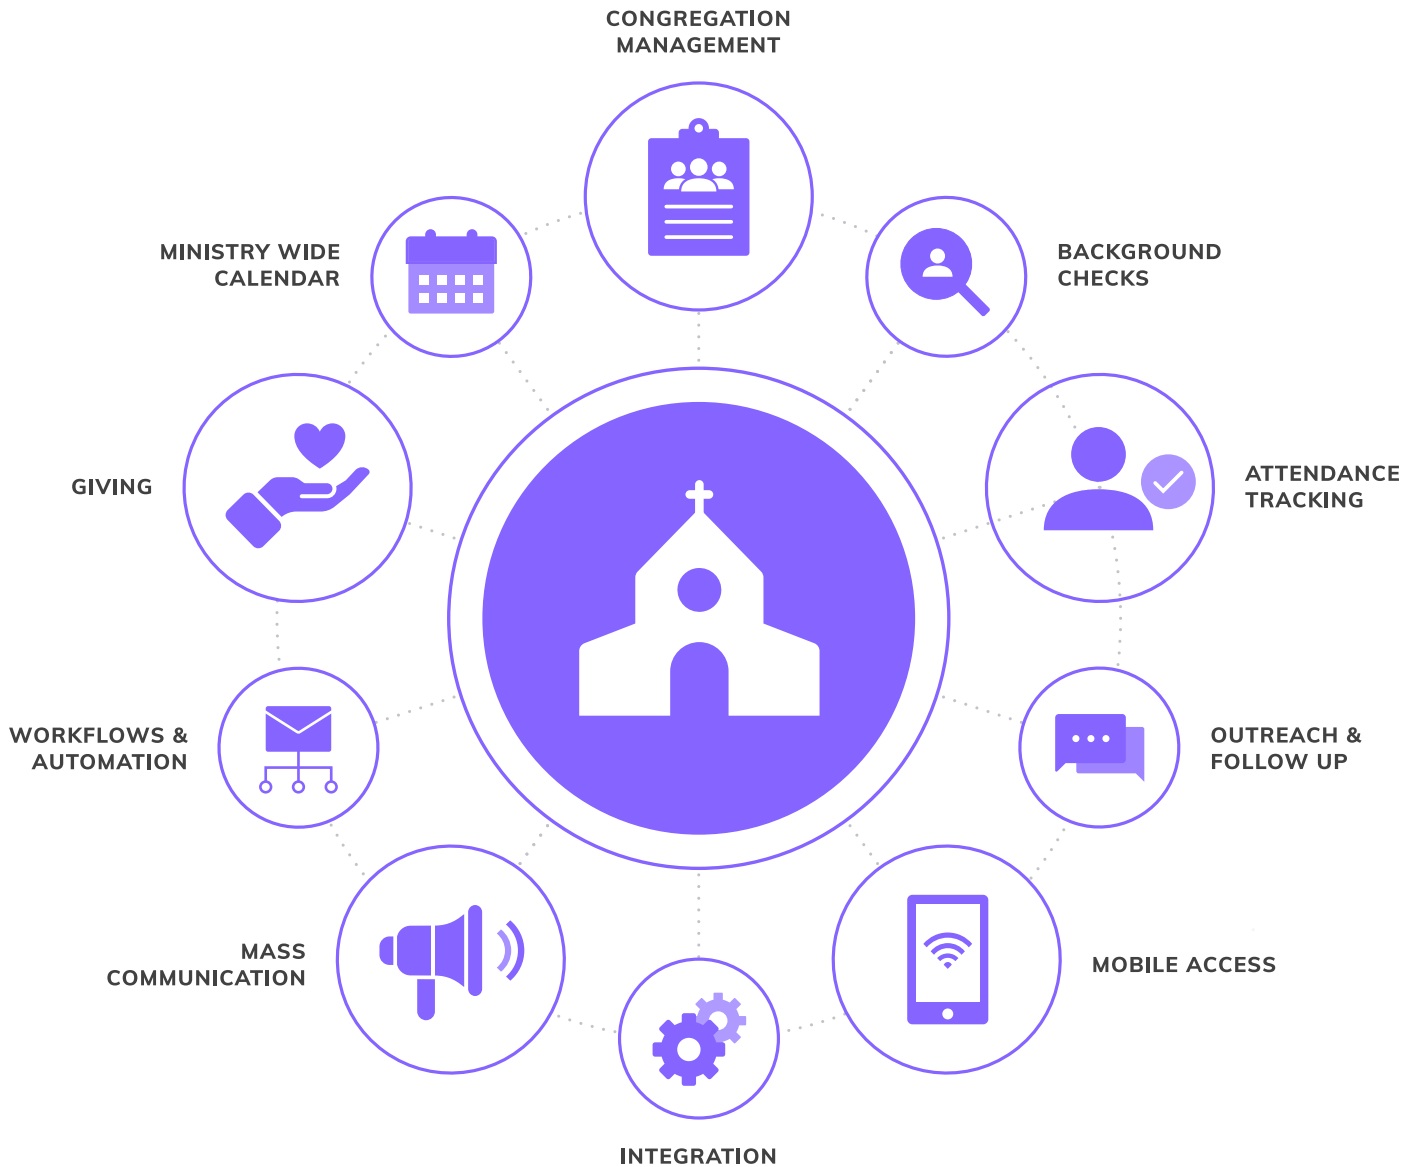 CONGREGATION
MANAGEMENT
MINISTRY WIDE
CALENDAR
BACKGROUND
CHECKS
GIVING
ATTENDANCE
TRACKING
WORKFLOWS &
AUTOMATION
OUTREACH &
FOLLOW UP
MASS
COMMUNICATION
MOBILE ACCESS
INTEGRATION